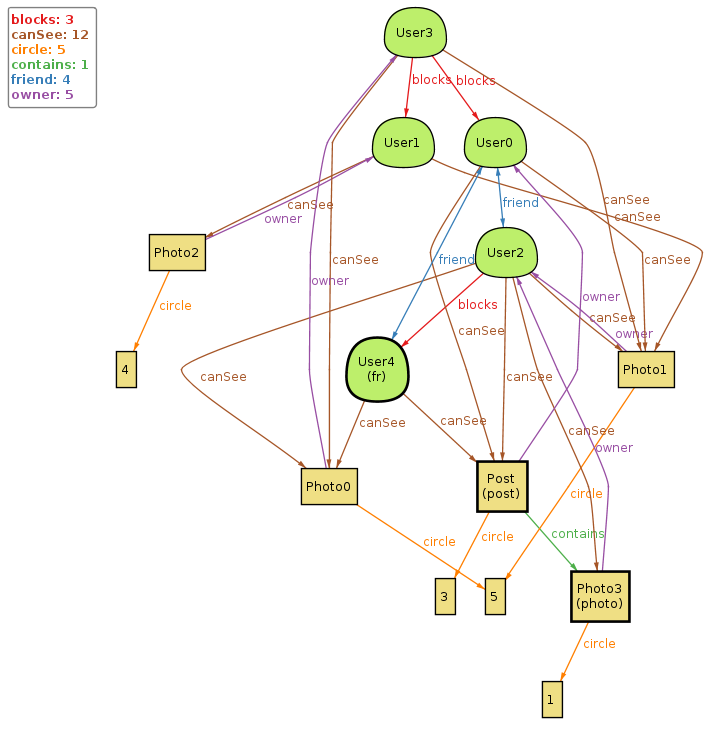 blocks: 3
canSee: 12
circle: 5
contains: 1
friend: 4
owner: 5
User3
blocks
blocks
User1
User0
canSee
owner
friend
canSee
canSee
Photo2
canSee
owner
User2
friend
canSee
circle
blocks
owner
canSee
owner
canSee
4
canSee
User4
(fr)
canSee
Photo1
canSee
canSee
canSee
owner
Photo0
Post
(post)
circle
circle
circle
contains
3
5
Photo3
(photo)
circle
1